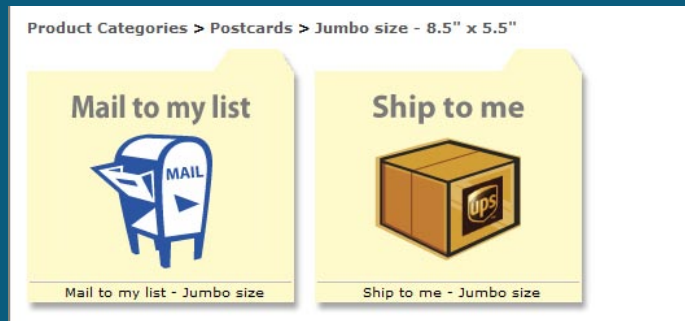 Product Categories > Postcards > Jumbo size - 8.5" x 5.5"
Mail to my list
MAIL
Mail to my list - Jumbo size
Ship to me
ups
Ship to me - Jumbo size